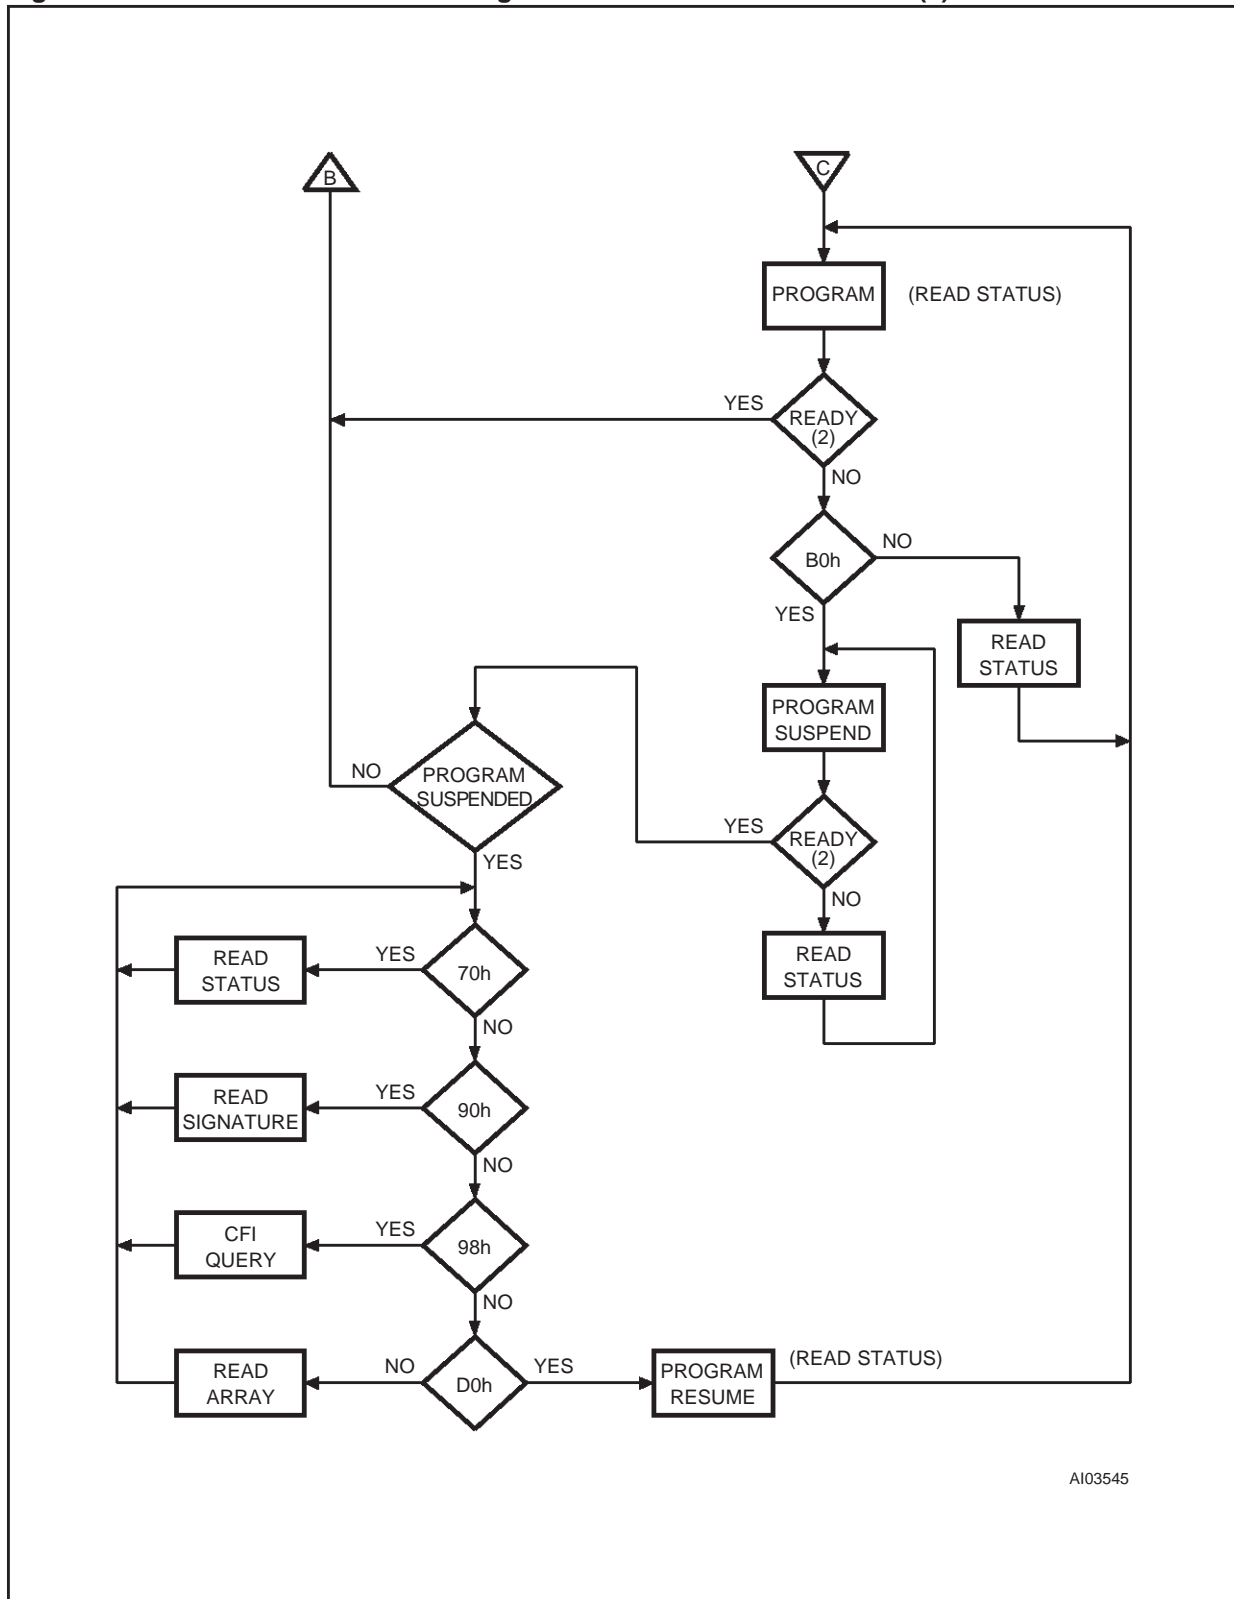 B
C
PROGRAM
(READ STATUS)
YES
READY
(2)
NO
B0h
NO
YES
READ
STATUS
PROGRAM
SUSPEND
NO
PROGRAM
SUSPENDED
YES
READY
(2)
YES
NO
READ
STATUS
YES
70h
READ
STATUS
NO
READ
SIGNATURE
YES
90h
NO
CFI
QUERY
YES
98h
NO
READ
ARRAY
NO
D0h
YES
PROGRAM
RESUME
(READ STATUS)
AI03545